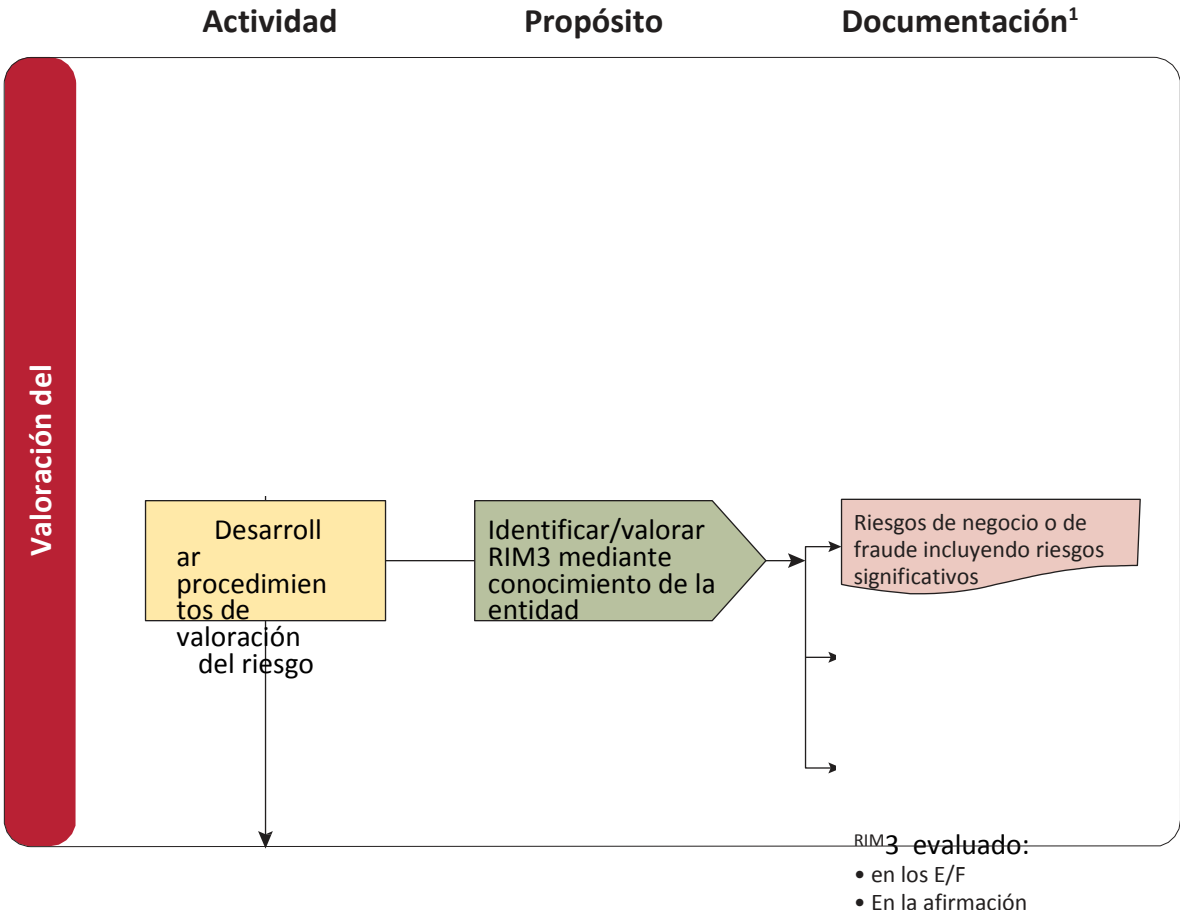 Actividad
Propósito
Documentación¹
Valoración del
Desarroll
ar
procedimien
tos de
valoración
del riesgo
Identificar/valorar
RIM3 mediante
conocimiento de la
entidad
Riesgos de negocio o de
fraude incluyendo riesgos
significativos
RIM3 evaluado:
• en los E/F
• En la afirmación